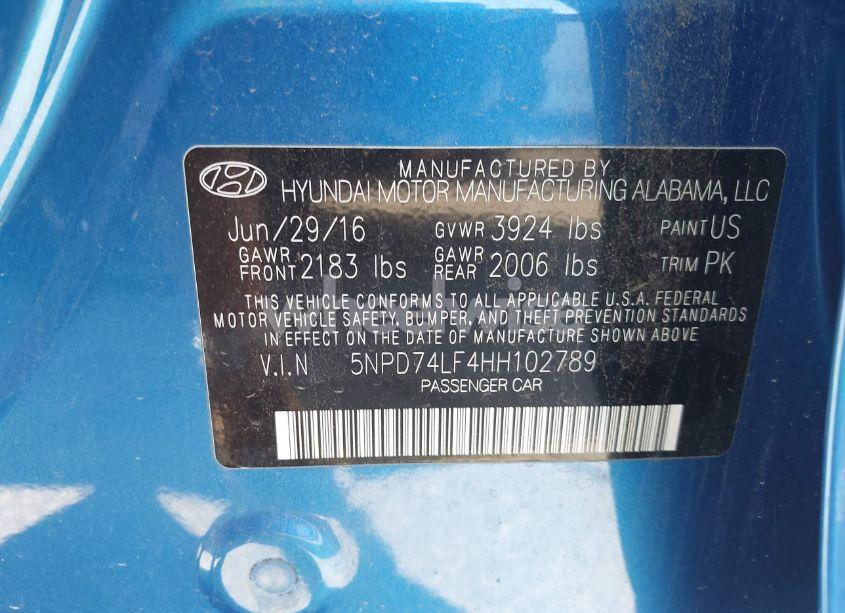 MANUFACTURED BY
HYUNDAI MOTOR MANUFACTURING ALABAMA, LLC
Jun/29/16 GVWR 3924 lbs PAINT US
GAWR FRONT 2183 lbs GAWR REAR 2006 lbs TRIM PK
THIS VEHICLE CONFORMS TO ALL APPLICABLE U.S.A. FEDERAL
MOTOR VEHICLE SAFETY, BUMPER, AND THEFT PREVENTION STANDARDS
IN EFFECT ON THE DATE OF MANUFACTURE SHOWN ABOVE
V.I.N 5NPD74LF4HH102789
PASSENGER CAR